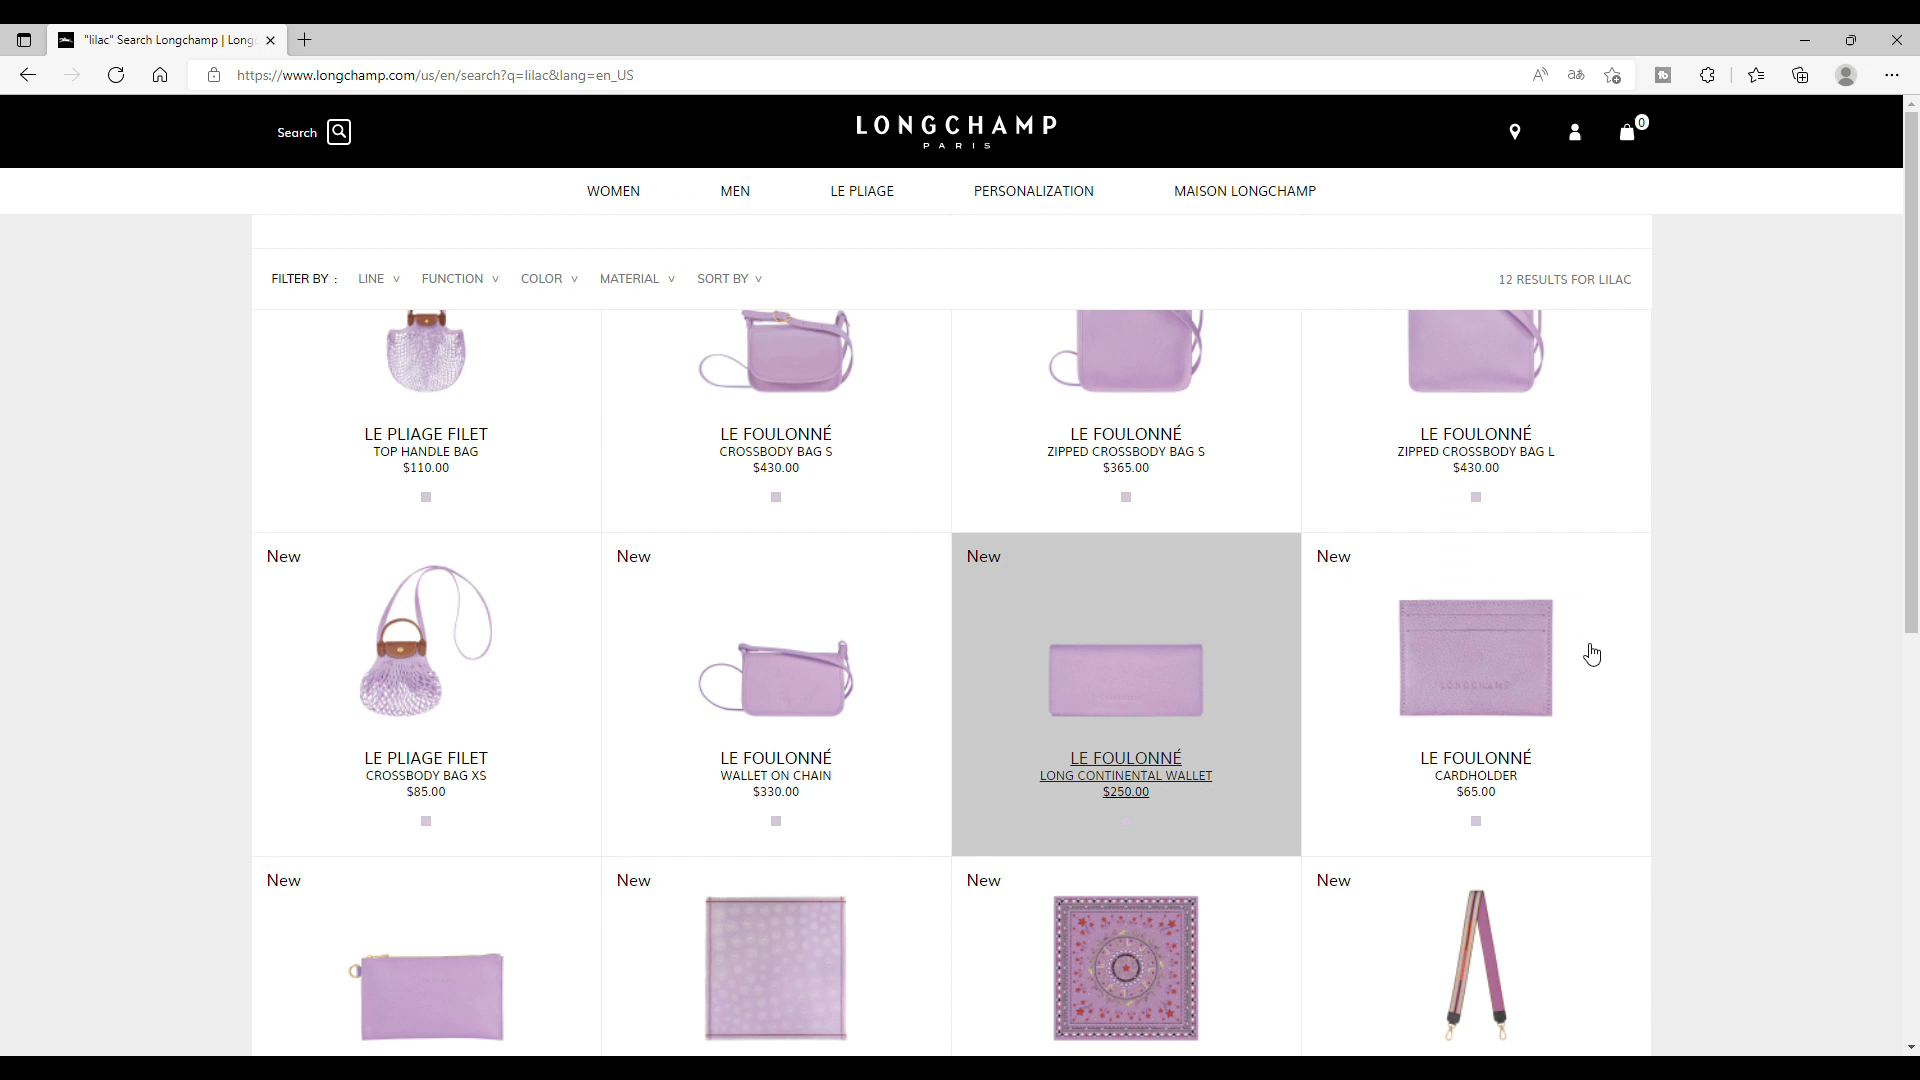 "lilac" Search Longchamp | Long
https://www.longchamp.com/us/en/search?q=lilac&lang=en_US
Search
LONGCHAMP
PARIS
0
WOMEN
MEN
LE PLIAGE
PERSONALIZATION
MAISON LONGCHAMP
FILTER BY :
LINE
FUNCTION
COLOR
MATERIAL
SORT BY
12 RESULTS FOR LILAC
LE PLIAGE FILET
TOP HANDLE BAG
$110.00
LE FOULONNÉ
CROSSBODY BAG S
$430.00
LE FOULONNÉ
ZIPPED CROSSBODY BAG S
$365.00
LE FOULONNÉ
ZIPPED CROSSBODY BAG L
$430.00
New
LE PLIAGE FILET
CROSSBODY BAG XS
$85.00
New
LE FOULONNÉ
WALLET ON CHAIN
$330.00
New
LE FOULONNÉ
LONG CONTINENTAL WALLET
$250.00
New
LONGCHAMP
LE FOULONNÉ
CARDHOLDER
$65.00
New
New
New
New